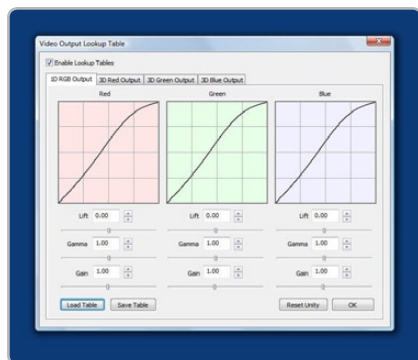 Video Output Lookup Table
Enable Lookup Tables
1D RGB Output 3D Red Output 3D Green Output 3D Blue Output
Red Green Blue
Lift 0.00 Lift 0.00 Lift 0.00
Gamma 1.00 Gamma 1.00 Gamma 1.00
Gain 1.00 Gain 1.00 Gain 1.00
Load Table Save Table Reset Unity OK